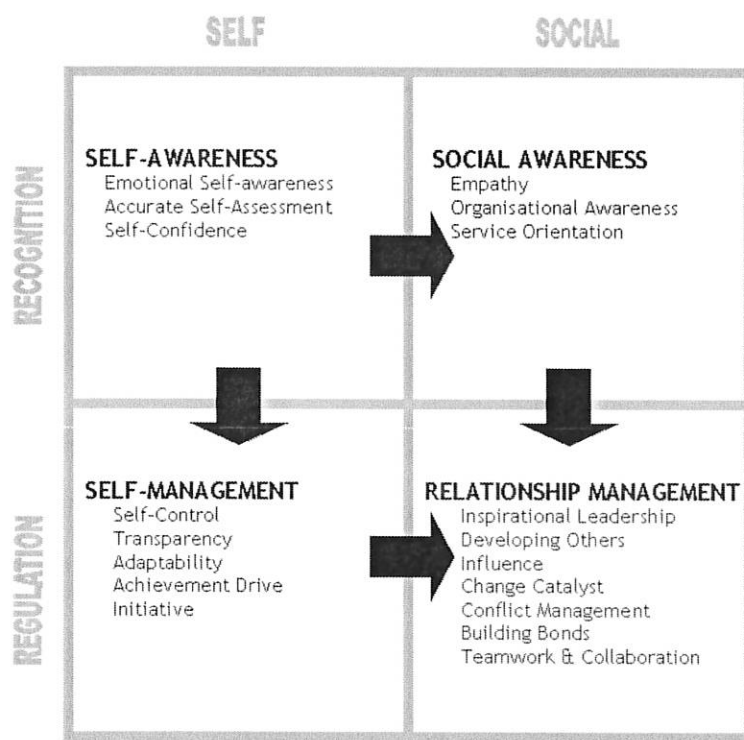 SELF
SOCIAL
RECOGNITION
SELF-AWARENESS
Emotional Self-awareness
Accurate Self-Assessment
Self-Confidence
SOCIAL AWARENESS
Empathy
Organisational Awareness
Service Orientation
REGULATION
SELF-MANAGEMENT
Self-Control
Transparency
Adaptability
Achievement Drive
Initiative
RELATIONSHIP MANAGEMENT
Inspirational Leadership
Developing Others
Influence
Change Catalyst
Conflict Management
Building Bonds
Teamwork & Collaboration